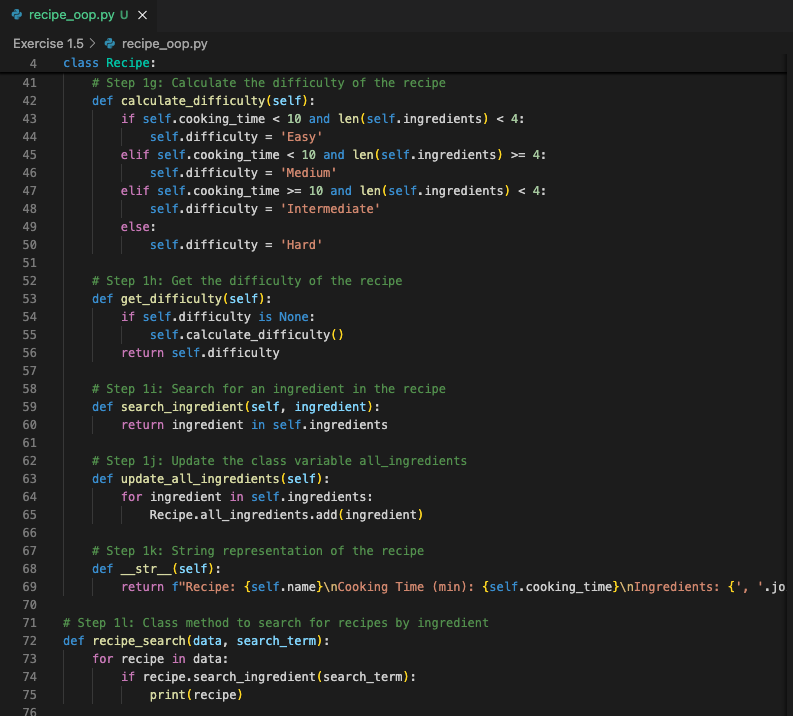 recipe_oop.py U ×
Exercise 1.5 > recipe_oop.py
4 class Recipe:
41     # Step 1g: Calculate the difficulty of the recipe
42     def calculate_difficulty(self):
43         if self.cooking_time < 10 and len(self.ingredients) < 4:
44             self.difficulty = 'Easy'
45         elif self.cooking_time < 10 and len(self.ingredients) >= 4:
46             self.difficulty = 'Medium'
47         elif self.cooking_time >= 10 and len(self.ingredients) < 4:
48             self.difficulty = 'Intermediate'
49         else:
50             self.difficulty = 'Hard'
51
52     # Step 1h: Get the difficulty of the recipe
53     def get_difficulty(self):
54         if self.difficulty is None:
55             self.calculate_difficulty()
56         return self.difficulty
57
58     # Step 1i: Search for an ingredient in the recipe
59     def search_ingredient(self, ingredient):
60         return ingredient in self.ingredients
61
62     # Step 1j: Update the class variable all_ingredients
63     def update_all_ingredients(self):
64         for ingredient in self.ingredients:
65             Recipe.all_ingredients.add(ingredient)
66
67     # Step 1k: String representation of the recipe
68     def __str__(self):
69         return f"Recipe: {self.name}\nCooking Time (min): {self.cooking_time}\nIngredients: {', '.jo
70
71 # Step 1l: Class method to search for recipes by ingredient
72 def recipe_search(data, search_term):
73     for recipe in data:
74         if recipe.search_ingredient(search_term):
75             print(recipe)
76